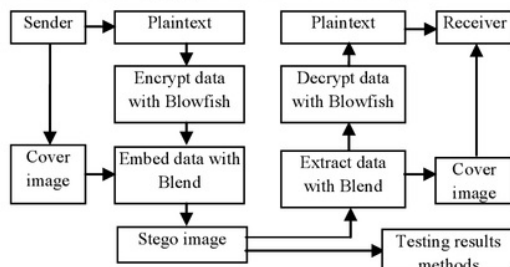 Sender
Plaintext
Plaintext
Receiver
Encrypt data
with Blowfish
Decrypt data
with Blowfish
Cover
image
Embed data with
Blend
Extract data
with Blend
Cover
image
Stego image
Testing results
methods